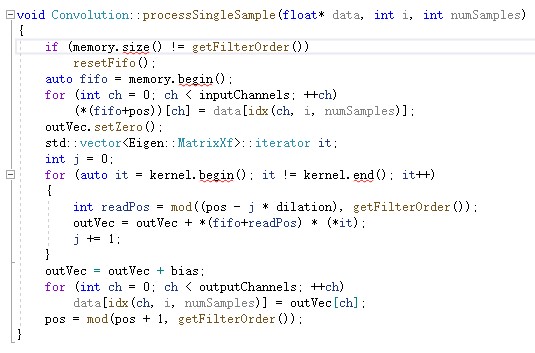 void Convolution::processSingleSample(float* data, int i, int numSamples)
{
    if (memory.size() != getFilterOrder())
        resetFifo();
    auto fifo = memory.begin();
    for (int ch = 0; ch < inputChannels; ++ch)
        (*(fifo+pos))[ch] = data[idx(ch, i, numSamples)];
    outVec.setZero();
    std::vector<Eigen::MatrixXf>::iterator it;
    int j = 0;
    for (auto it = kernel.begin(); it != kernel.end(); it++)
    {
        int readPos = mod((pos - j * dilation), getFilterOrder());
        outVec = outVec + *(fifo+readPos) * (*it);
        j += 1;
    }
    outVec = outVec + bias;
    for (int ch = 0; ch < outputChannels; ++ch)
        data[idx(ch, i, numSamples)] = outVec[ch];
    pos = mod(pos + 1, getFilterOrder());
}